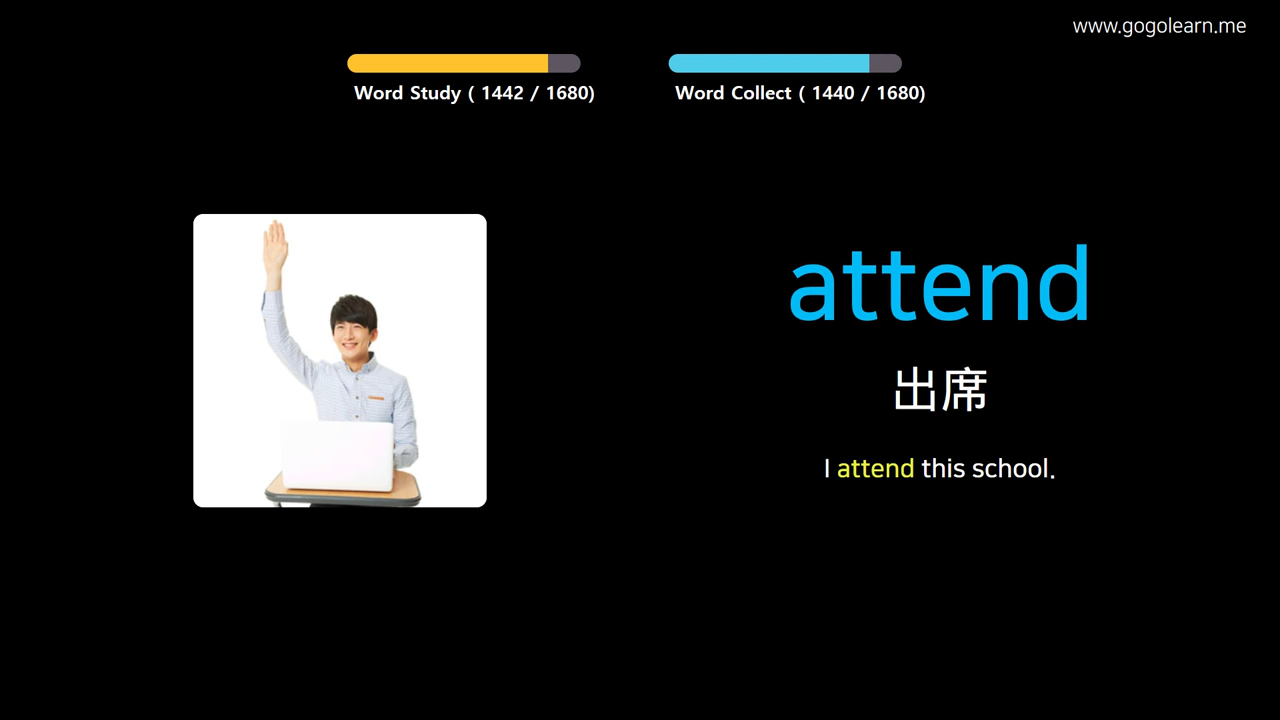 www.gogolearn.me
Word Study ( 1442 / 1680)
Word Collect ( 1440 / 1680)
attend
出席
I attend this school.